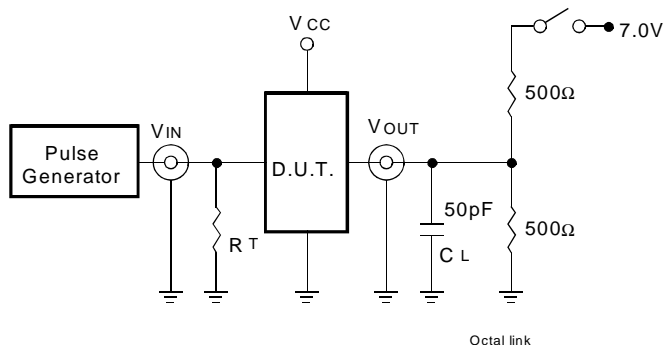 VCC
7.0V
500Ω
VIN
VOUT
Pulse
Generator
D.U.T.
50pF
500Ω
RT
CL
Octal link